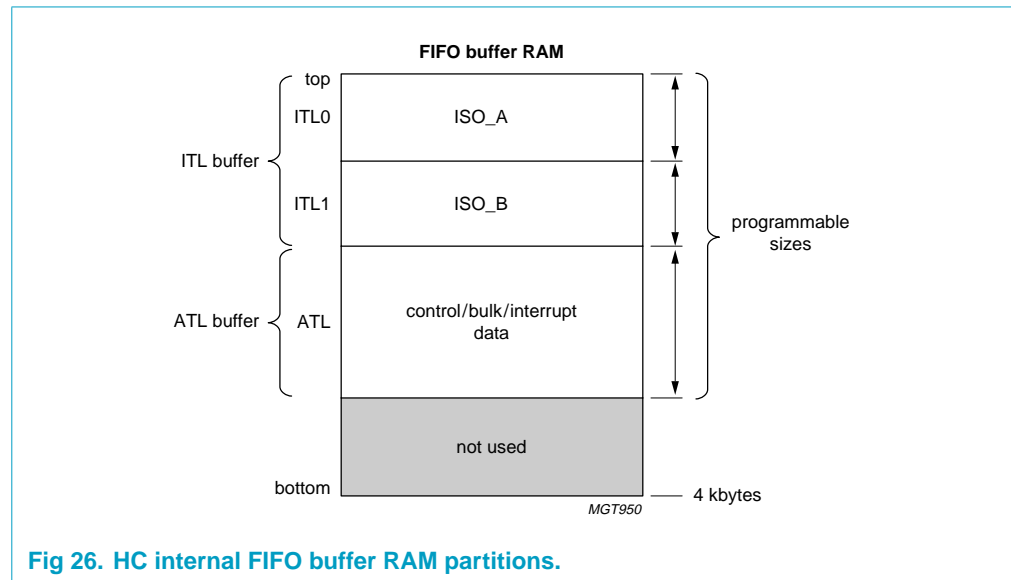 FIFO buffer RAM
top
ITL0
ISO_A
ITL buffer
ITL1
ISO_B
programmable
sizes
ATL buffer
ATL
control/bulk/interrupt
data
not used
bottom
4 kbytes
MGT950
Fig 26. HC internal FIFO buffer RAM partitions.